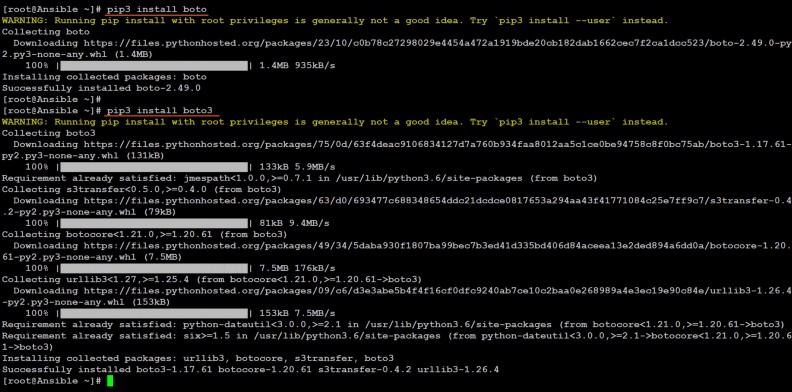 [root@Ansible ~]# pip3 install boto
WARNING: Running pip install with root privileges is generally not a good idea. Try `pip3 install --user` instead.
Collecting boto
  Downloading https://files.pythonhosted.org/packages/23/10/c0b78c27298029e4454a472a1919bde20cb182dab1662cec7f2ca1dcc523/boto-2.49.0-py
2.py3-none-any.whl (1.4MB)
    100% || 1.4MB 935kB/s
Installing collected packages: boto
Successfully installed boto-2.49.0
[root@Ansible ~]#
[root@Ansible ~]# pip3 install boto3
WARNING: Running pip install with root privileges is generally not a good idea. Try `pip3 install --user` instead.
Collecting boto3
  Downloading https://files.pythonhosted.org/packages/75/0d/63f4deac9106834127d7a760b934faa8012aa5c1ce0be94758c8f0bc75ab/boto3-1.17.61-
py2.py3-none-any.whl (131kB)
    100% || 133kB 5.9MB/s
Requirement already satisfied: jmespath<1.0.0,>=0.7.1 in /usr/lib/python3.6/site-packages (from boto3)
Collecting s3transfer<0.5.0,>=0.4.0 (from boto3)
  Downloading https://files.pythonhosted.org/packages/63/d0/693477c688348654ddc21dcdce0817653a294aa43f41771084c25e7ff9c7/s3transfer-0.4
.2-py2.py3-none-any.whl (79kB)
    100% || 81kB 9.4MB/s
Collecting botocore<1.21.0,>=1.20.61 (from boto3)
  Downloading https://files.pythonhosted.org/packages/49/34/5daba930f1807ba99bec7b3ed41d335bd406d84aceea13e2ded894a6dd0a/botocore-1.20.
61-py2.py3-none-any.whl (7.5MB)
    100% || 7.5MB 176kB/s
Collecting urllib3<1.27,>=1.25.4 (from botocore<1.21.0,>=1.20.61->boto3)
  Downloading https://files.pythonhosted.org/packages/09/c6/d3e3abe5b4f4f16cf0dfc9240ab7ce10c2baa0e268989a4e3ec19e90c84e/urllib3-1.26.4
-py2.py3-none-any.whl (153kB)
    100% || 153kB 7.5MB/s
Requirement already satisfied: python-dateutil<3.0.0,>=2.1 in /usr/lib/python3.6/site-packages (from botocore<1.21.0,>=1.20.61->boto3)
Requirement already satisfied: six>=1.5 in /usr/lib/python3.6/site-packages (from python-dateutil<3.0.0,>=2.1->botocore<1.21.0,>=1.20.6
1->boto3)
Installing collected packages: urllib3, botocore, s3transfer, boto3
Successfully installed boto3-1.17.61 botocore-1.20.61 s3transfer-0.4.2 urllib3-1.26.4
[root@Ansible ~]#